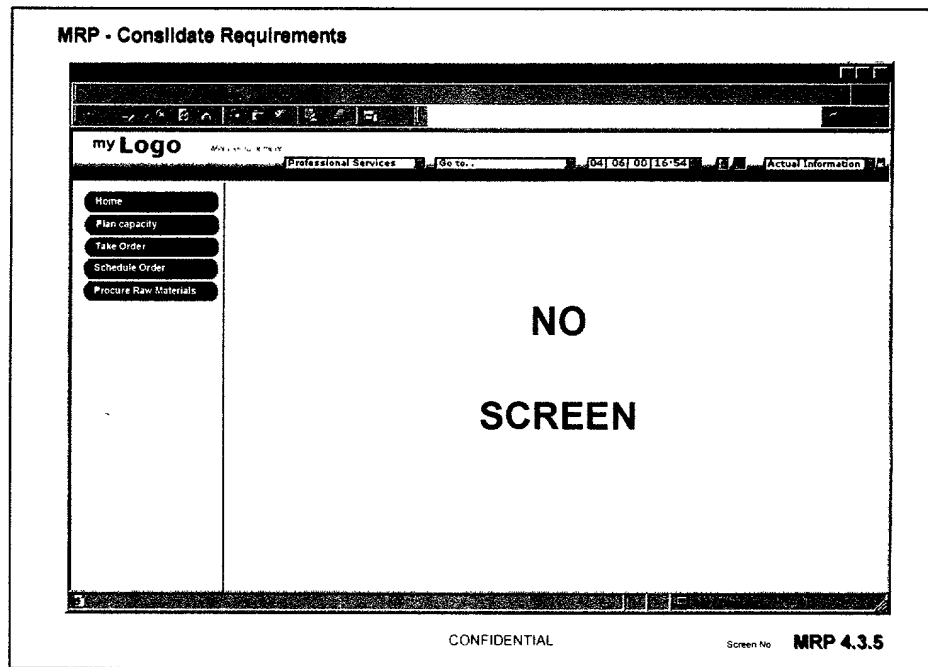 MRP - Conslidate Requirements
my Logo
Professional Services Go to.. 04| 06| 00| 16:54 Actual Information
Home
Plan capacity
Take Order
Schedule Order
Procure Raw Materials
NO
SCREEN
CONFIDENTIAL Screen No MRP 4.3.5